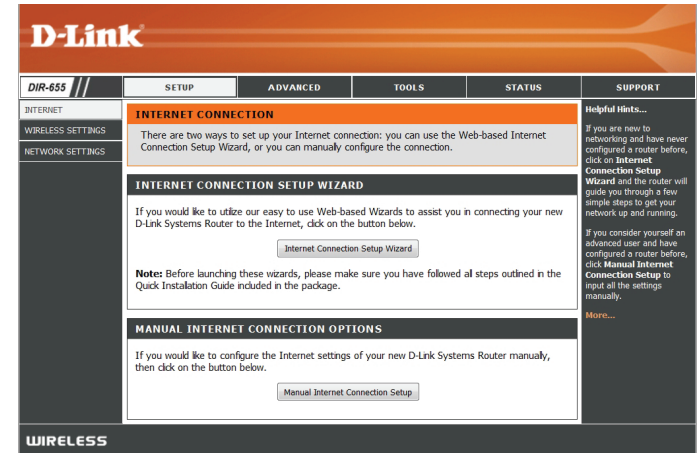 D-Link
DIR-655
SETUP
ADVANCED
TOOLS
STATUS
SUPPORT
INTERNET
WIRELESS SETTINGS
NETWORK SETTINGS
INTERNET CONNECTION
There are two ways to set up your Internet connection: you can use the Web-based Internet
Connection Setup Wizard, or you can manually configure the connection.
INTERNET CONNECTION SETUP WIZARD
If you would like to utilize our easy to use Web-based Wizards to assist you in connecting your new
D-Link Systems Router to the Internet, click on the button below.
Internet Connection Setup Wizard
Note: Before launching these wizards, please make sure you have followed all steps outlined in the
Quick Installation Guide included in the package.
MANUAL INTERNET CONNECTION OPTIONS
If you would like to configure the Internet settings of your new D-Link Systems Router manually,
then click on the button below.
Manual Internet Connection Setup
Helpful Hints...
If you are new to
networking and have never
configured a router before,
click on Internet
Connection Setup
Wizard and the router will
guide you through a few
simple steps to get your
network up and running.
If you consider yourself an
advanced user and have
configured a router before,
click Manual Internet
Connection Setup to
input all the settings
manually.
More...
WIRELESS